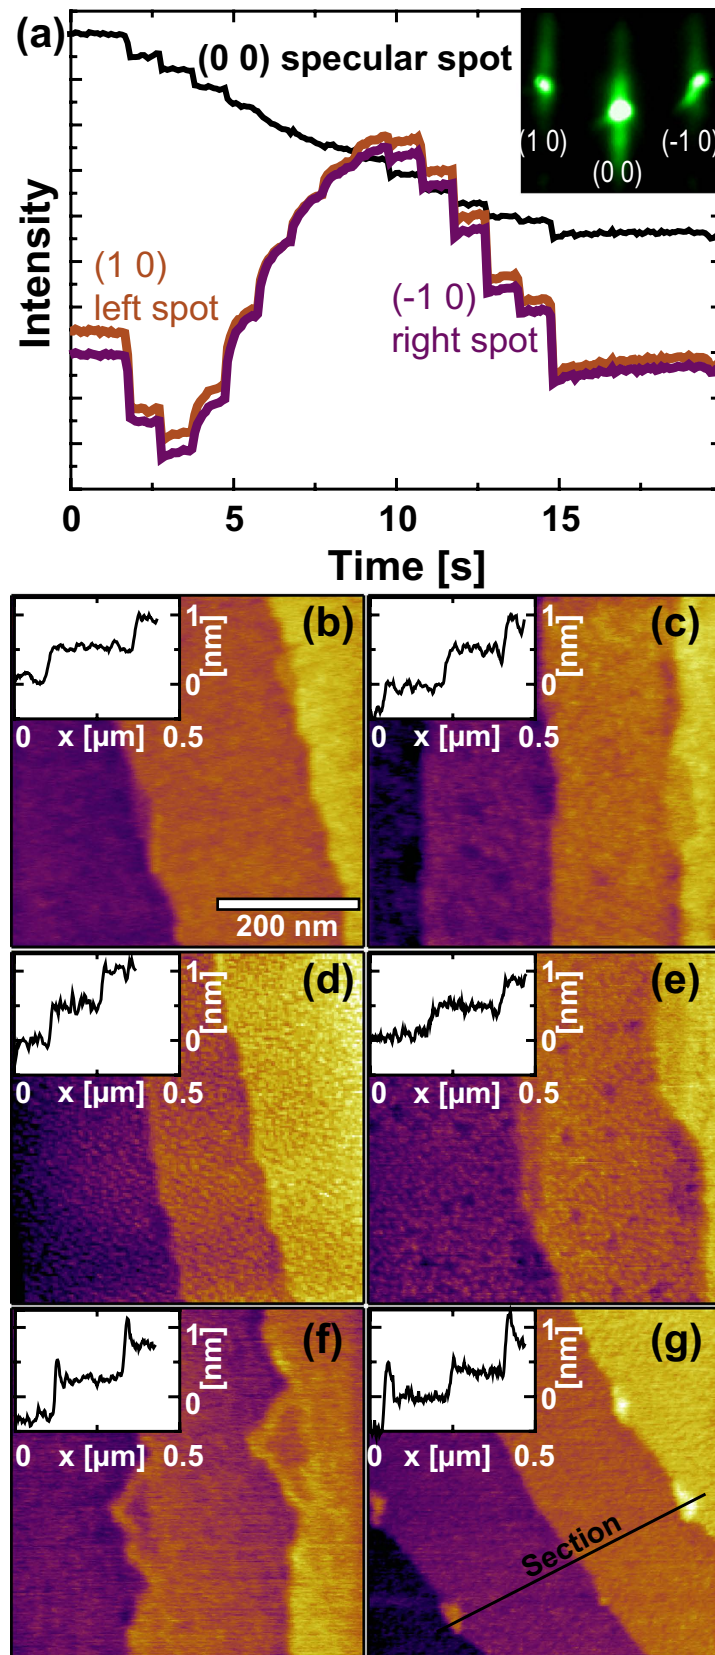 (a)
(0 0) specular spot
(1 0)
(0 0)
(-1 0)
Intensity
(1 0)
left spot
(-1 0)
right spot
0 5 10 15
Time [s]
(b)
1
0
[nm]
0 x [µm] 0.5
200 nm
(c)
1
0
[nm]
0 x [µm] 0.5
(d)
1
0
[nm]
0 x [µm] 0.5
(e)
1
0
[nm]
0 x [µm] 0.5
(f)
1
0
[nm]
0 x [µm] 0.5
(g)
1
0
[nm]
0 x [µm] 0.5
Section